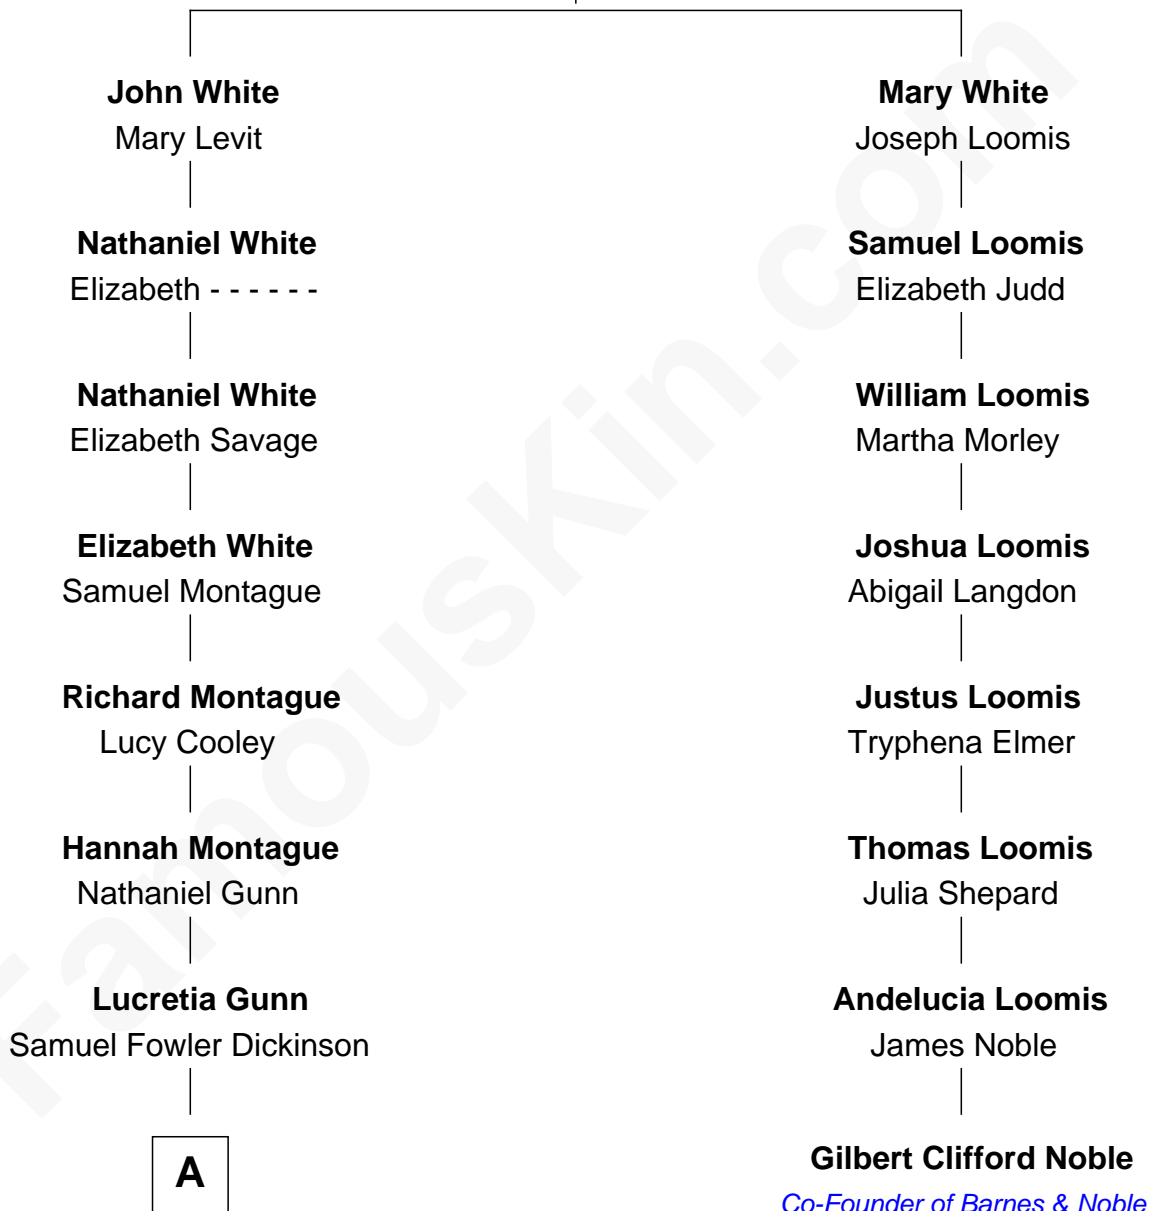 John White
Mary Levit
Mary White
Joseph Loomis
Nathaniel White
Elizabeth - - - - - -
Samuel Loomis
Elizabeth Judd
Nathaniel White
Elizabeth Savage
William Loomis
Martha Morley
Elizabeth White
Samuel Montague
Joshua Loomis
Abigail Langdon
Richard Montague
Lucy Cooley
Justus Loomis
Tryphena Elmer
Hannah Montague
Nathaniel Gunn
Thomas Loomis
Julia Shepard
Lucretia Gunn
Samuel Fowler Dickinson
Andelucia Loomis
James Noble
A
Gilbert Clifford Noble
Co-Founder of Barnes & Noble
FamousKin.com